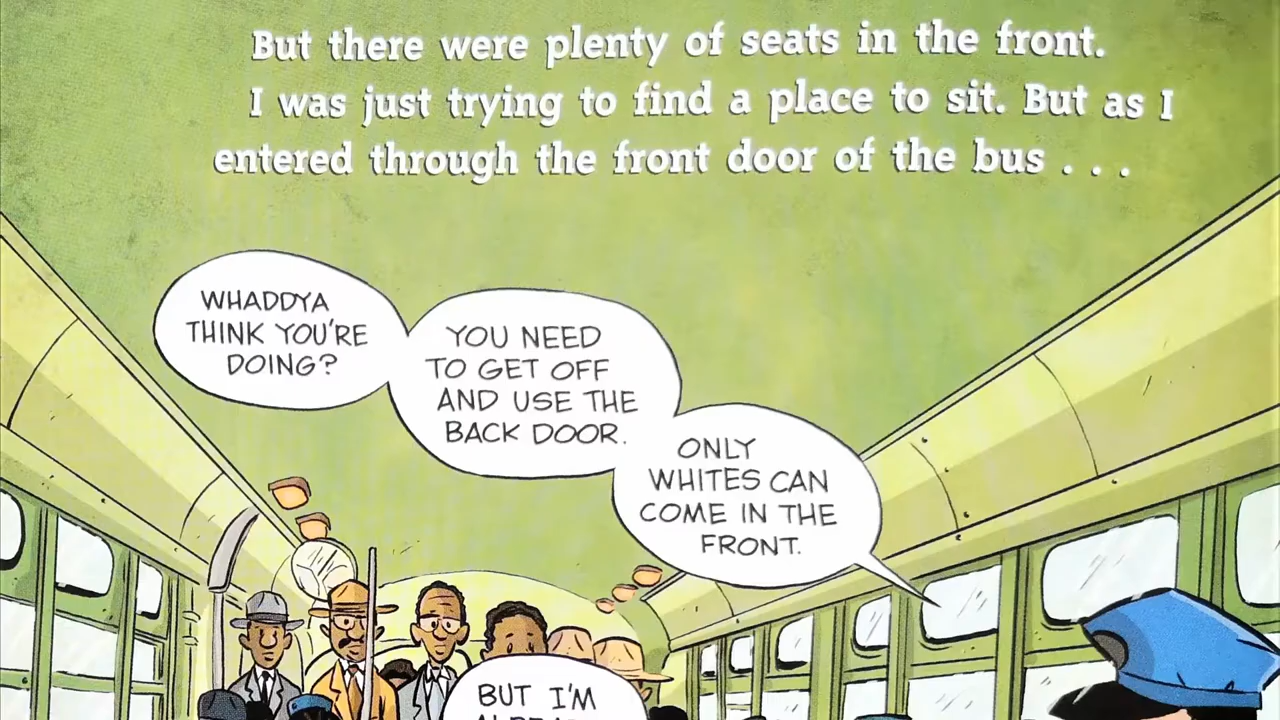 But there were plenty of seats in the front.
I was just trying to find a place to sit. But as I
entered through the front door of the bus . . .
WHADDYA
THINK YOU'RE
DOING?
YOU NEED
TO GET OFF
AND USE THE
BACK DOOR.
ONLY
WHITES CAN
COME IN THE
FRONT.
BUT I'M